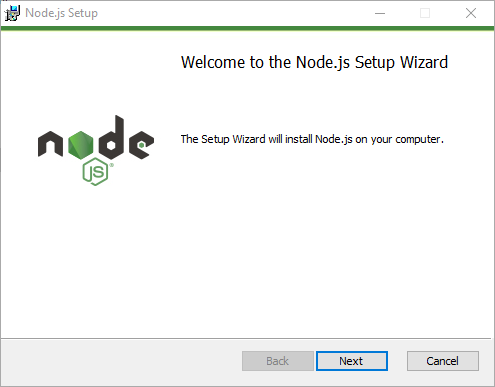 Node.js Setup
Welcome to the Node.js Setup Wizard
The Setup Wizard will install Node.js on your computer.
node
JS®
Back
Next
Cancel